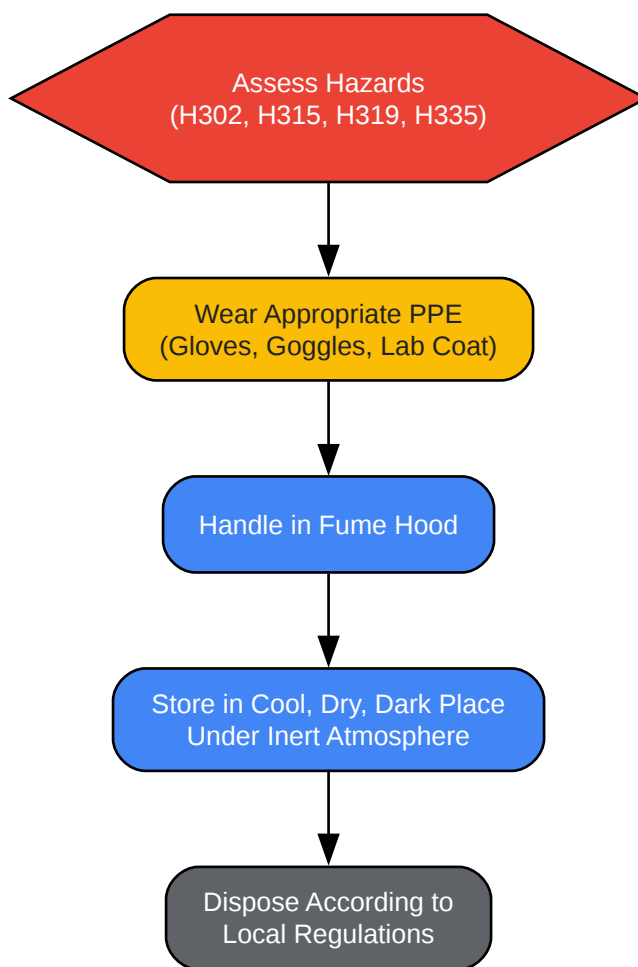 Assess Hazards
(H302, H315, H319, H335)
Wear Appropriate PPE
(Gloves, Goggles, Lab Coat)
Handle in Fume Hood
Store in Cool, Dry, Dark Place
Under Inert Atmosphere
Dispose According to
Local Regulations